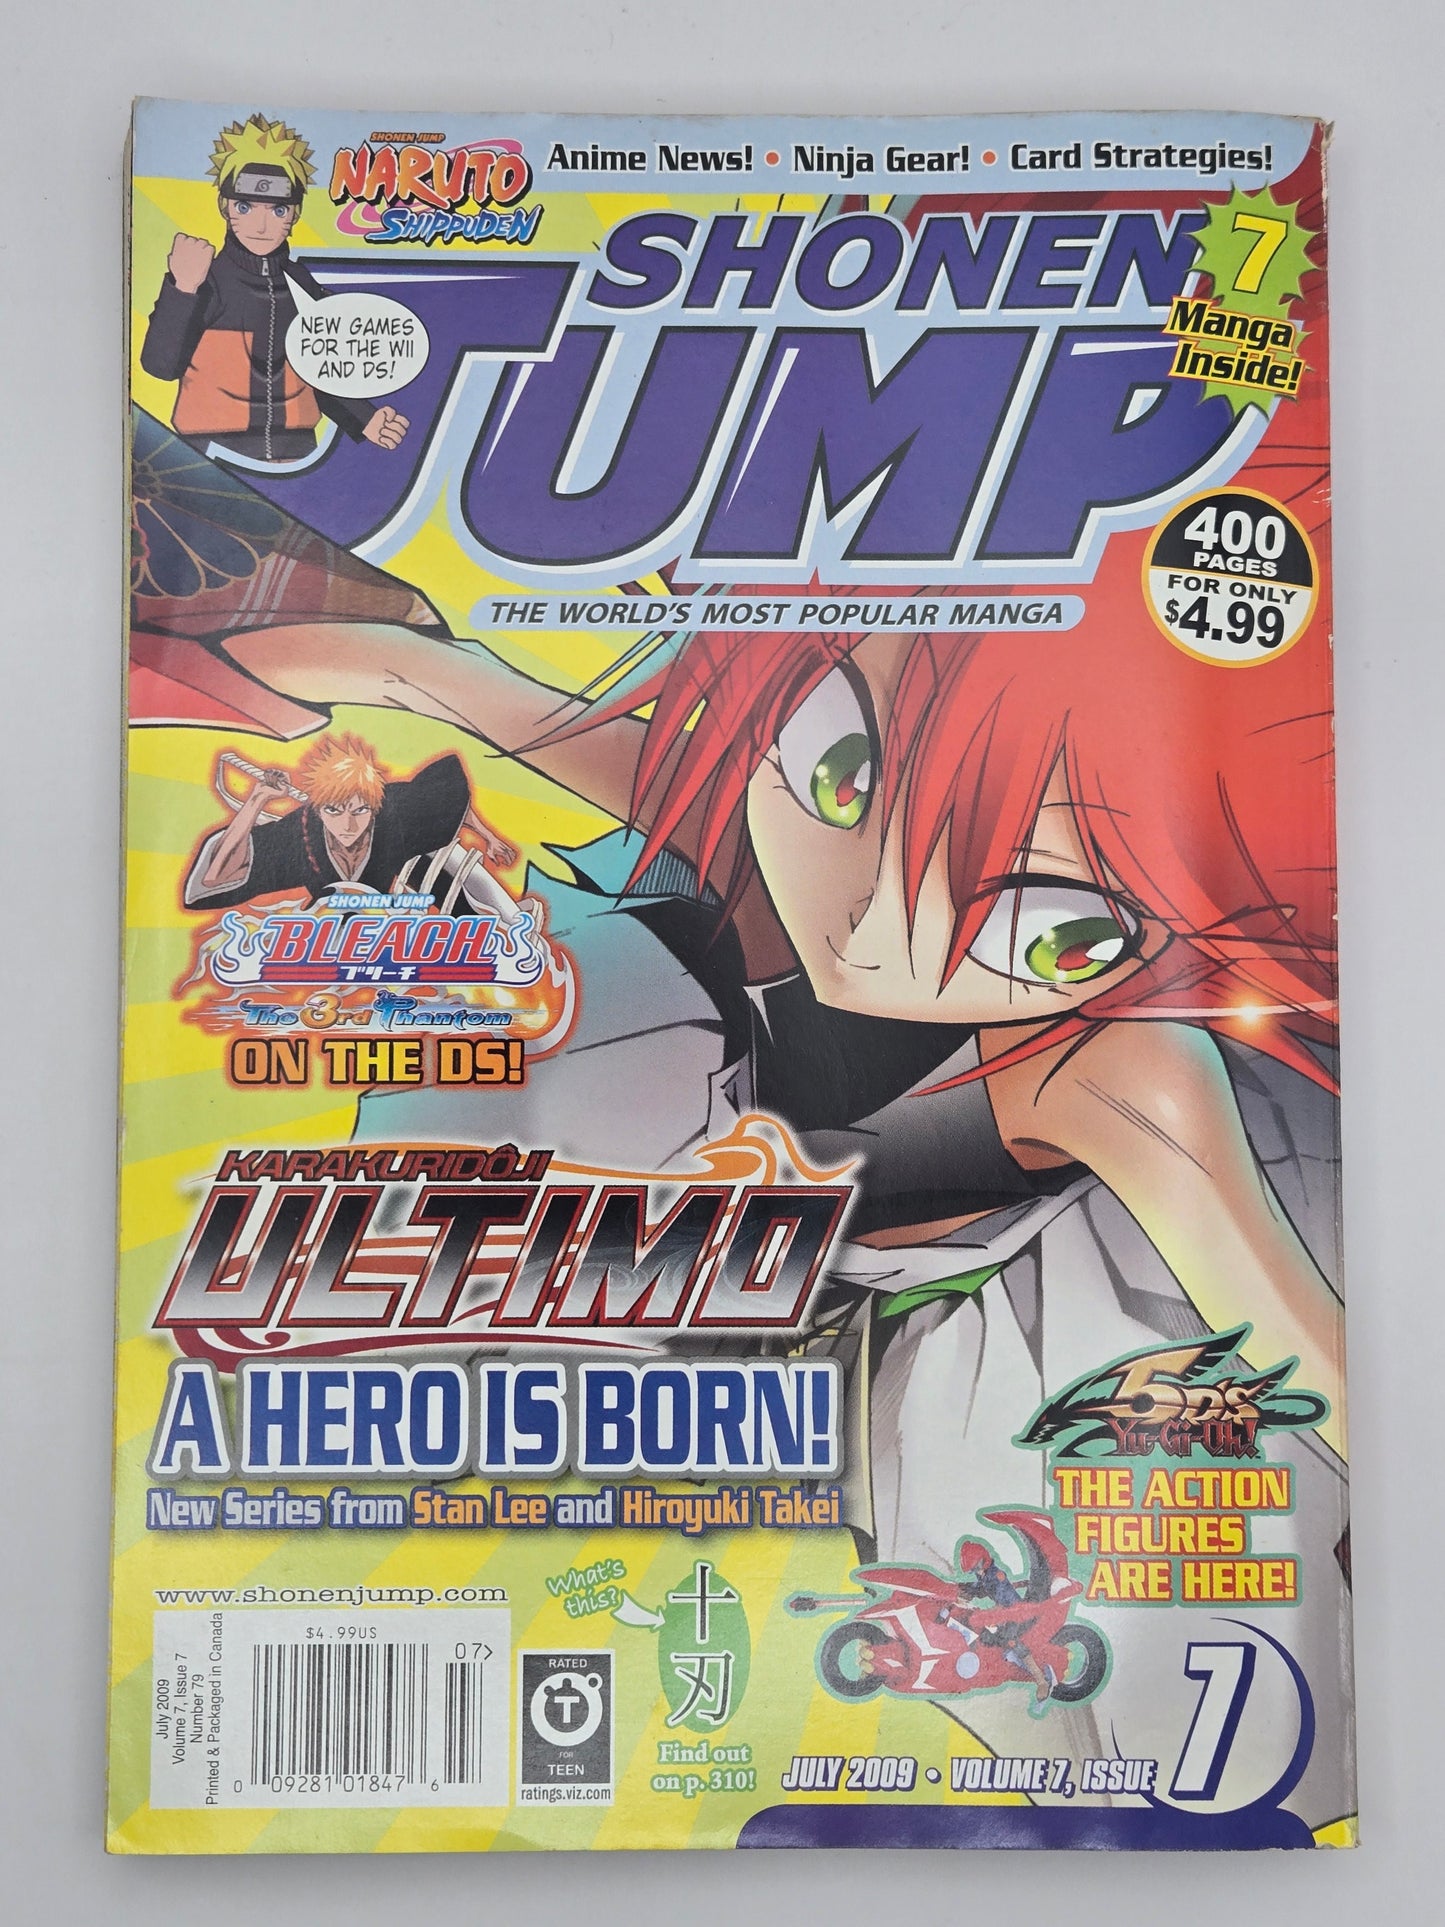 SHONEN JUMP
NARUTO
SHIPPUDEN
Anime News! • Ninja Gear! • Card Strategies!
NEW GAMES
FOR THE WII
AND DS!
SHONEN
JUMP
7
Manga
Inside!
THE WORLD'S MOST POPULAR MANGA
400
PAGES
FOR ONLY
$4.99
SHONEN JUMP
BLEACH
ブリーチ
The 3rd Phantom
ON THE DS!
KARAKURIDÔJI
ULTIMO
A HERO IS BORN!
New Series from Stan Lee and Hiroyuki Takei
5D's
Yu-Gi-Oh!
THE ACTION
FIGURES
ARE HERE!
www.shonenjump.com
What's
this?
十
刃
Find out
on p. 310!
July 2009
Volume 7, Issue 7
Number 79
Printed & Packaged in Canada
$4.99US
07>
0 09281 01847 6
RATED
T
FOR
TEEN
ratings.viz.com
JULY 2009 • VOLUME 7, ISSUE 7